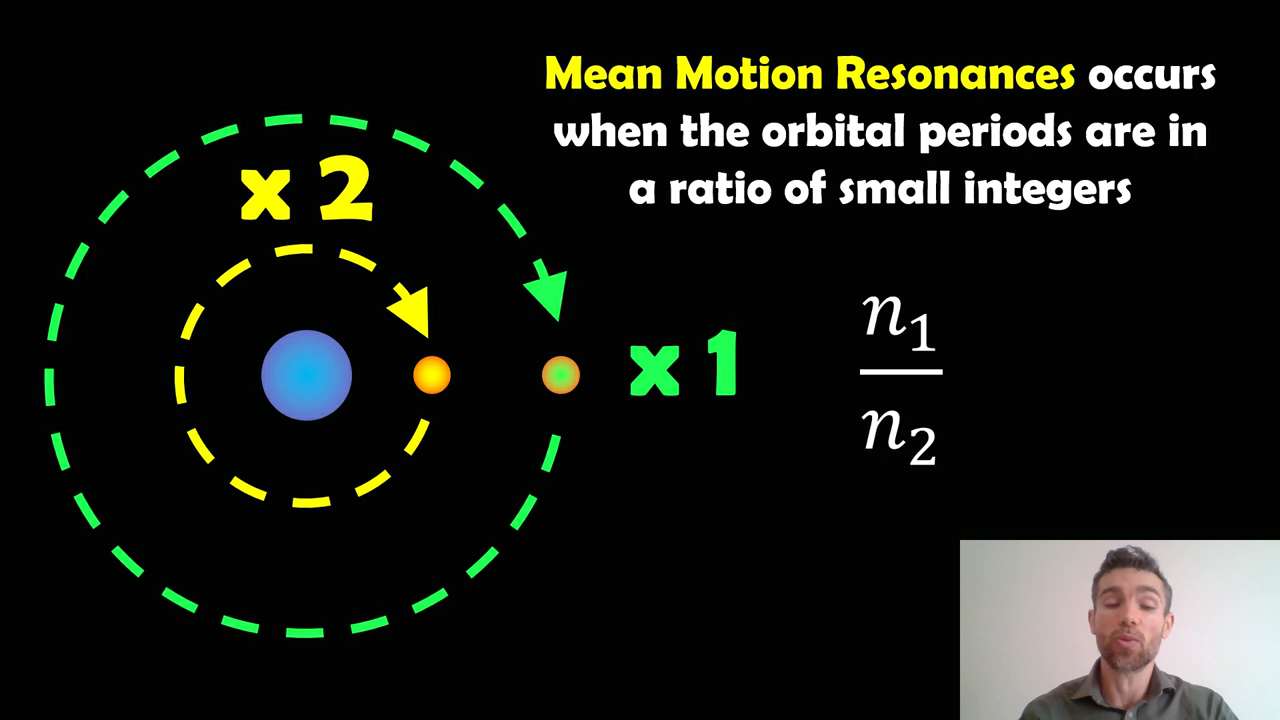 Mean Motion Resonances occurs
when the orbital periods are in
a ratio of small integers
x 2
x 1
n₁
n₂